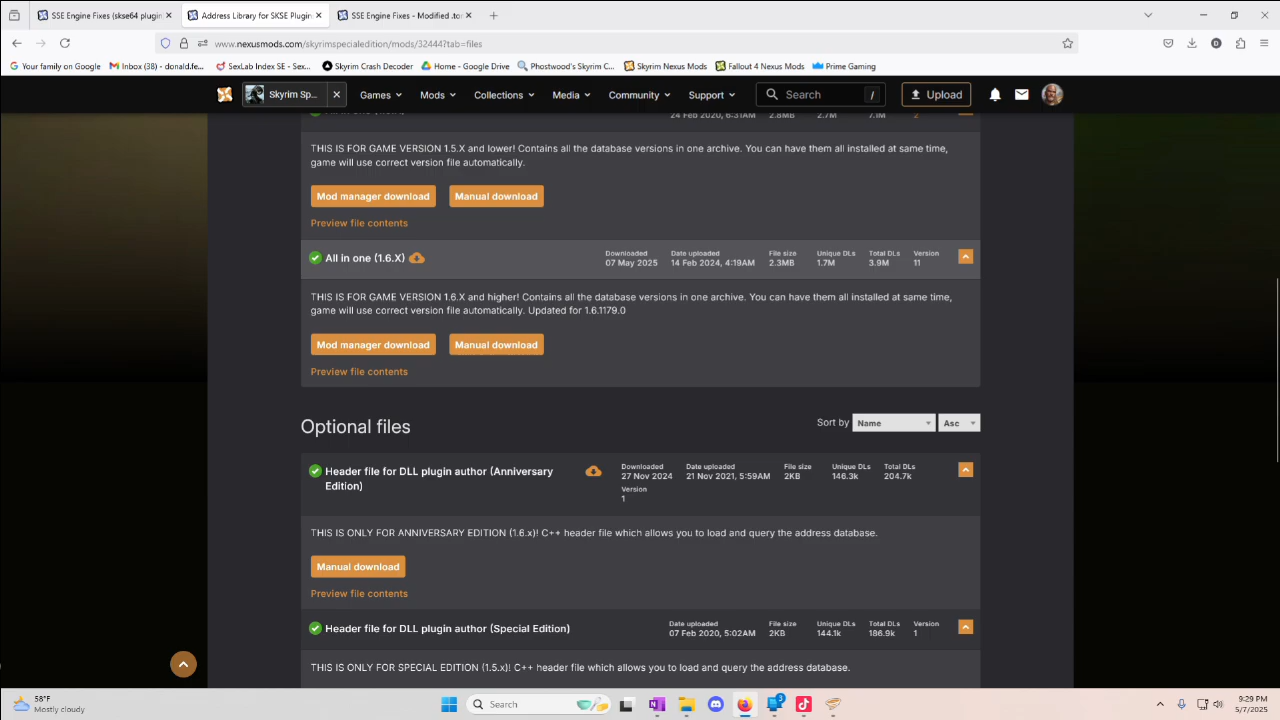 SSE Engine Fixes (skse64 plugin
Address Library for SKSE Plugin
SSE Engine Fixes - Modified .tor
www.nexusmods.com/skyrimspecialedition/mods/32444?tab=files
Your family on Google
Inbox (38) - donald.fe...
SexLab Index SE - Sex...
Skyrim Crash Decoder
Home - Google Drive
Phostwood's Skyrim C...
Skyrim Nexus Mods
Fallout 4 Nexus Mods
Prime Gaming
Skyrim Sp...
Games
Mods
Collections
Media
Community
Support
Search
/
Upload
24 Feb 2020, 6:31AM 2.8MB 2.7M 7.1M 2
THIS IS FOR GAME VERSION 1.5.X and lower! Contains all the database versions in one archive. You can have them all installed at same time,
game will use correct version file automatically.
Mod manager download
Manual download
Preview file contents
All in one (1.6.X)
Downloaded Date uploaded File size Unique DLs Total DLs Version
07 May 2025 14 Feb 2024, 4:19AM 2.3MB 1.7M 3.9M 11
THIS IS FOR GAME VERSION 1.6.X and higher! Contains all the database versions in one archive. You can have them all installed at same time,
game will use correct version file automatically. Updated for 1.6.1179.0
Mod manager download
Manual download
Preview file contents
Optional files
Sort by
Name
Asc
Header file for DLL plugin author (Anniversary
Edition)
Downloaded Date uploaded File size Unique DLs Total DLs
27 Nov 2024 21 Nov 2021, 5:59AM 2KB 146.3k 204.7k
Version
1
THIS IS ONLY FOR ANNIVERSARY EDITION (1.6.x)! C++ header file which allows you to load and query the address database.
Manual download
Preview file contents
Header file for DLL plugin author (Special Edition)
Date uploaded File size Unique DLs Total DLs Version
07 Feb 2020, 5:02AM 2KB 144.1k 186.9k 1
THIS IS ONLY FOR SPECIAL EDITION (1.5.x)! C++ header file which allows you to load and query the address database.
58°F
Mostly cloudy
Search
3
5:29 PM
5/7/2025